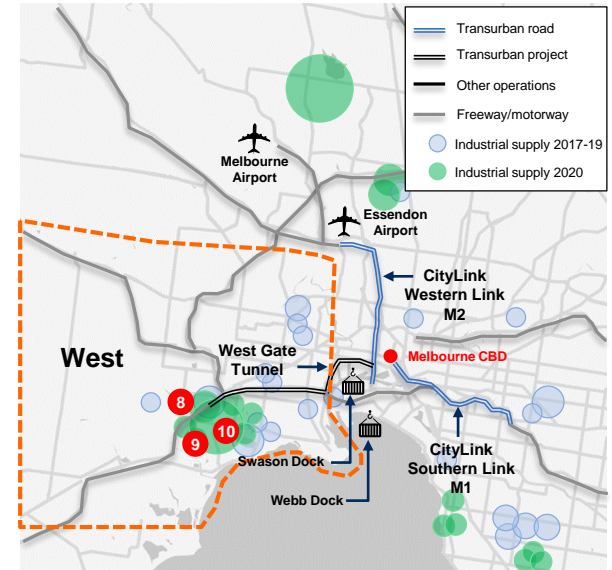 Transurban road
Transurban project
Other operations
Freeway/motorway
Industrial supply 2017-19
Industrial supply 2020
Melbourne
Airport
Essendon
Airport
CityLink
Western Link
M2
West
West Gate
Tunnel
Melbourne CBD
8
9
10
Swason Dock
Webb Dock
CityLink
Southern Link
M1